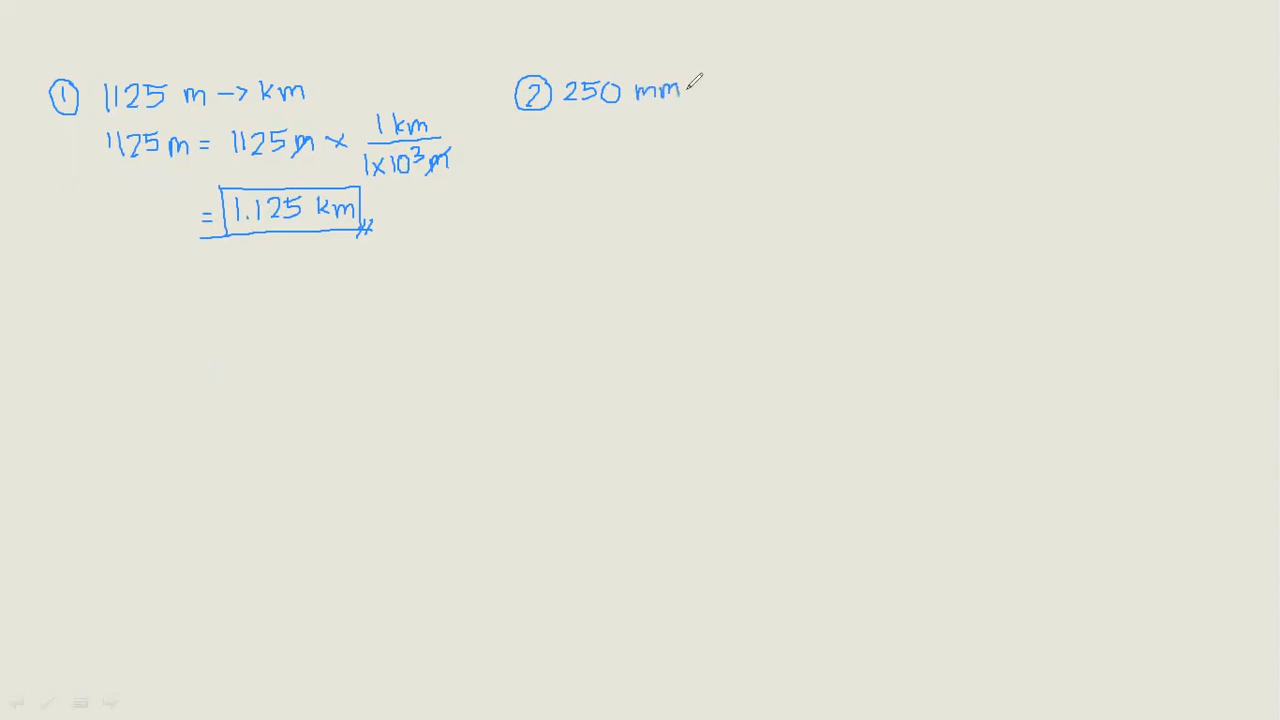 ① 1125 m → km
1125 m = 1125 m × 1 km / 1×10³ m
= 1.125 km
② 250 mm